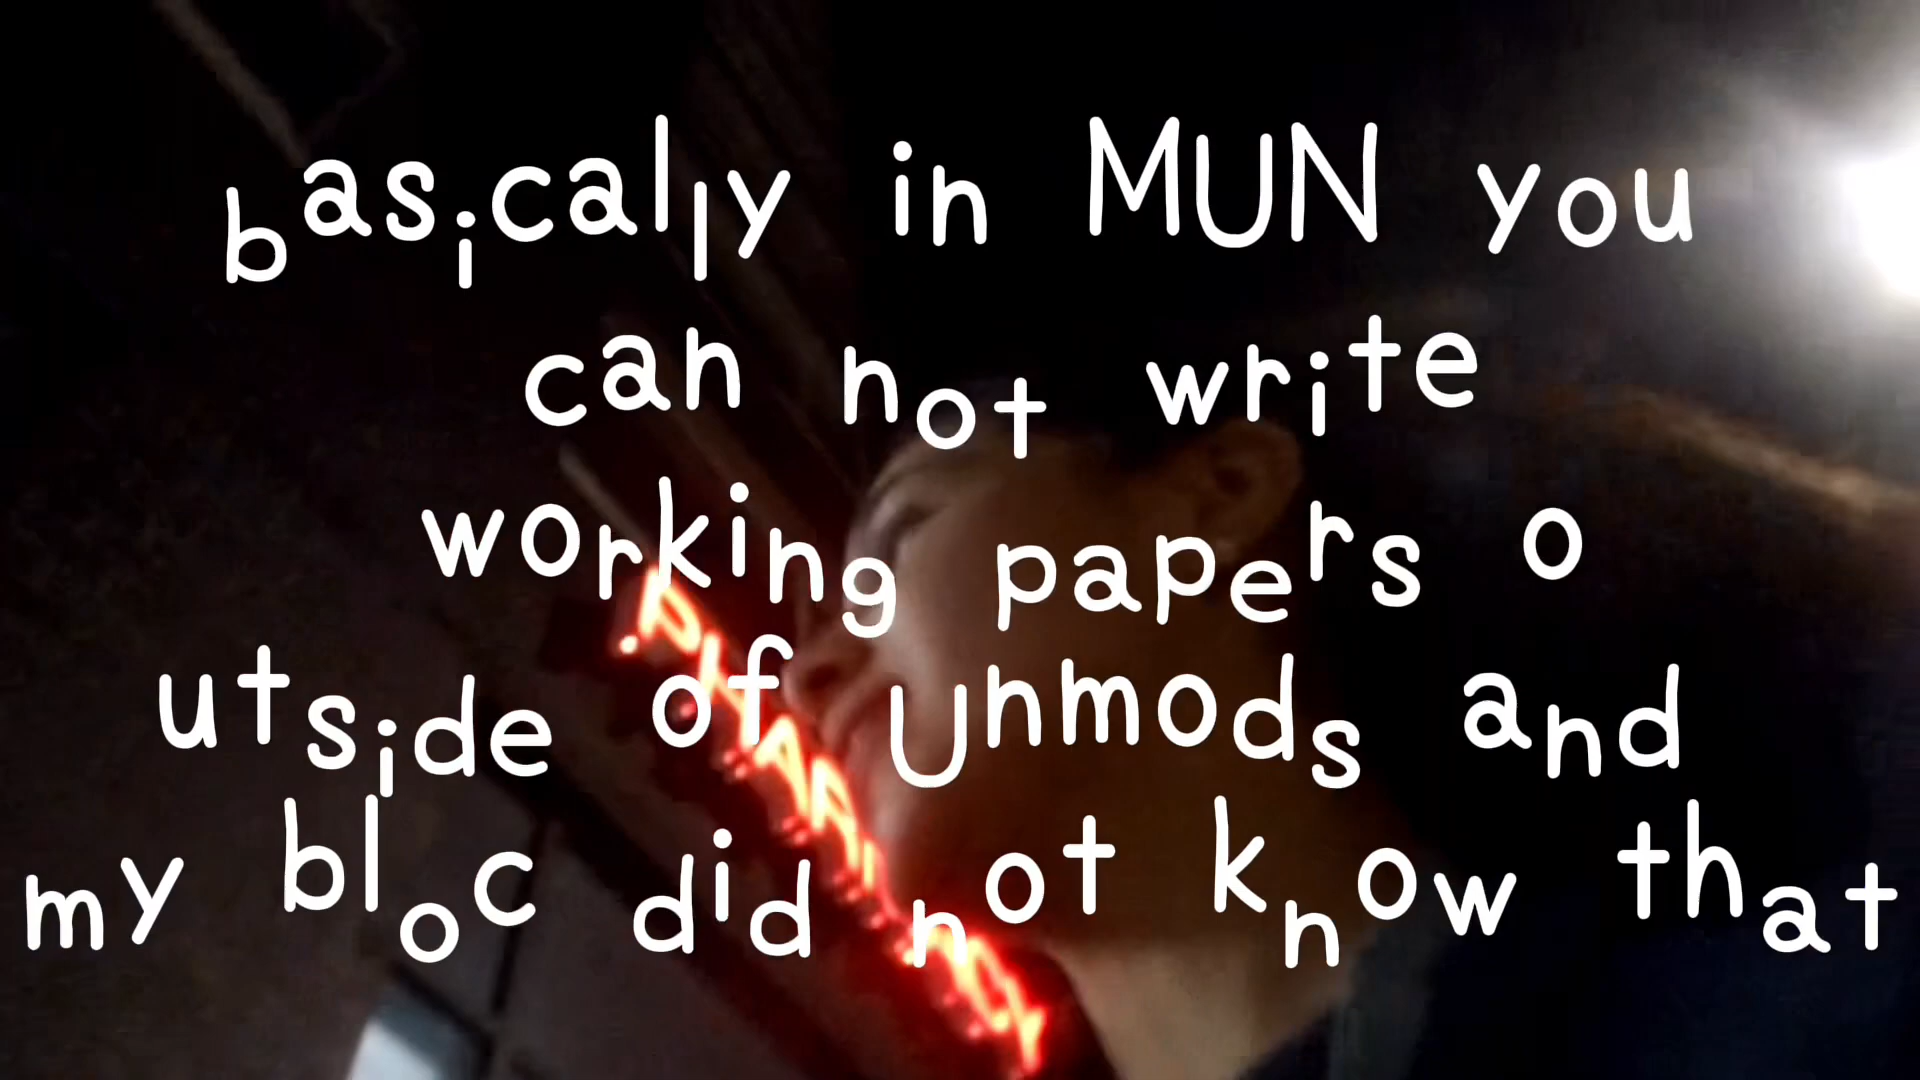 basically in MUN you
can not write
working papers o
utside of Unmods and
my bloc did not know that
PHARMACY